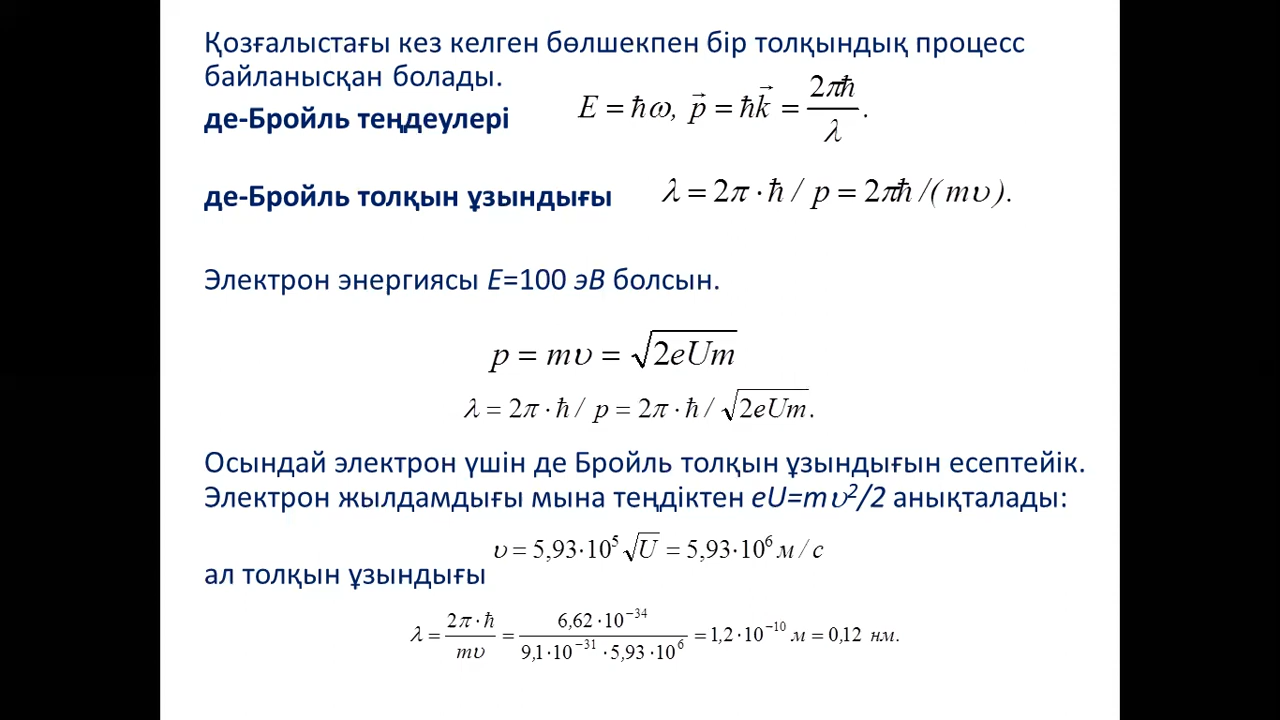 Қозғалыстағы кез келген бөлшекпен бір толқындық процесс
байланысқан болады.
де-Бройль теңдеулері E = ħω, p⃗ = ħk⃗ = 2πħ/λ.
де-Бройль толқын ұзындығы λ = 2π·ħ / p = 2πħ /( mυ ).
Электрон энергиясы E=100 эВ болсын.
p = mυ = √(2eUm)
λ = 2π·ħ / p = 2π·ħ / √(2eUm).
Осындай электрон үшін де Бройль толқын ұзындығын есептейік.
Электрон жылдамдығы мына теңдіктен eU=mυ²/2 анықталады:
υ = 5,93·10⁵ √U = 5,93·10⁶ м / с
ал толқын ұзындығы
λ = 2π·ħ / mυ = 6,62·10⁻³⁴ / 9,1·10⁻³¹·5,93·10⁶ = 1,2·10⁻¹⁰ м = 0,12 нм.